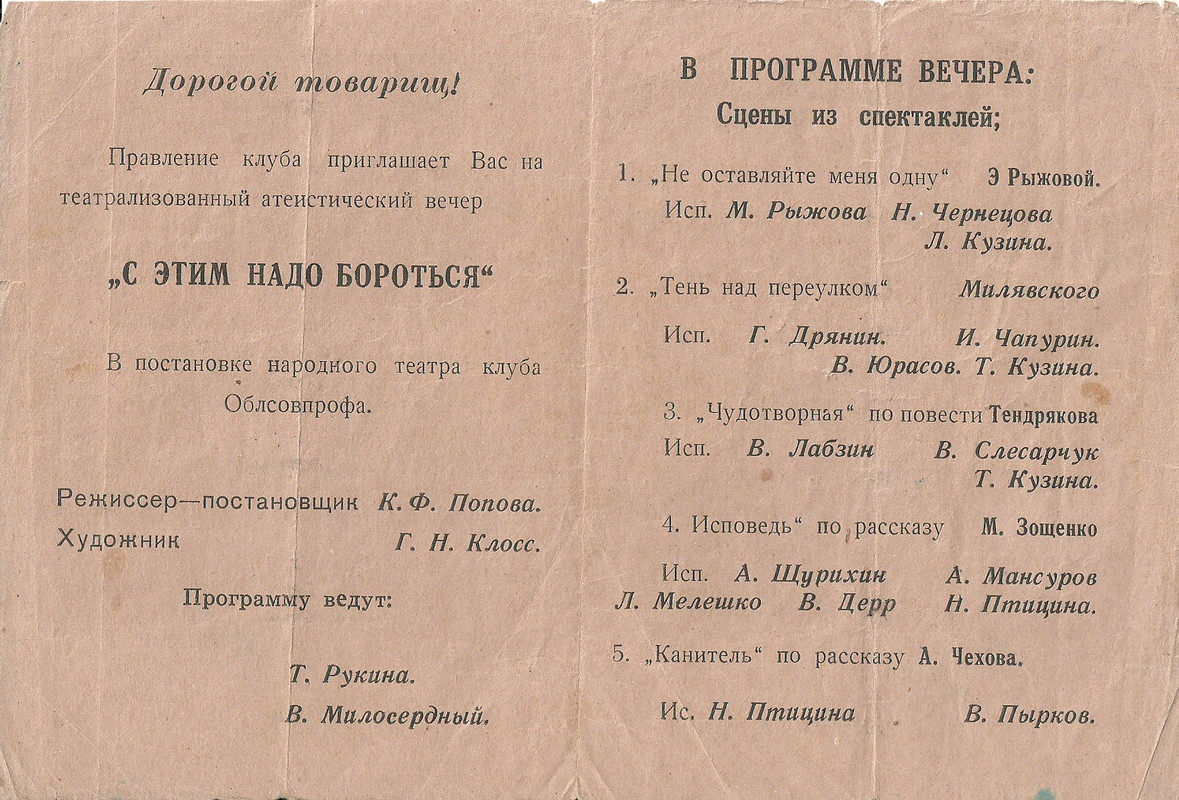 Дорогой товарищ!
Правление клуба приглашает Вас на
театрализованный атеистический вечер
„С ЭТИМ НАДО БОРОТЬСЯ“
В постановке народного театра клуба
Облсовпрофа.
Режиссер—постановщик К. Ф. Попова.
Художник Г. Н. Клосс.
Программу ведут:
Т. Рукина.
В. Милосердный.
В ПРОГРАММЕ ВЕЧЕРА:
Сцены из спектаклей;
1. „Не оставляйте меня одну“ Э Рыжовой.
Исп. М. Рыжова Н. Чернецова
Л. Кузина.
2. „Тень над переулком“ Милявского
Исп. Г. Дрянин. И. Чапурин.
В. Юрасов. Т. Кузина.
3. „Чудотворная“ по повести Тендрякова
Исп. В. Лабзин В. Слесарчук
Т. Кузина.
4. Исповедь“ по рассказу М. Зощенко
Исп. А. Щурихин А. Мансуров
Л. Мелешко В. Дерр Н. Птицина.
5. „Канитель“ по рассказу А. Чехова.
Ис. Н. Птицина В. Пырков.